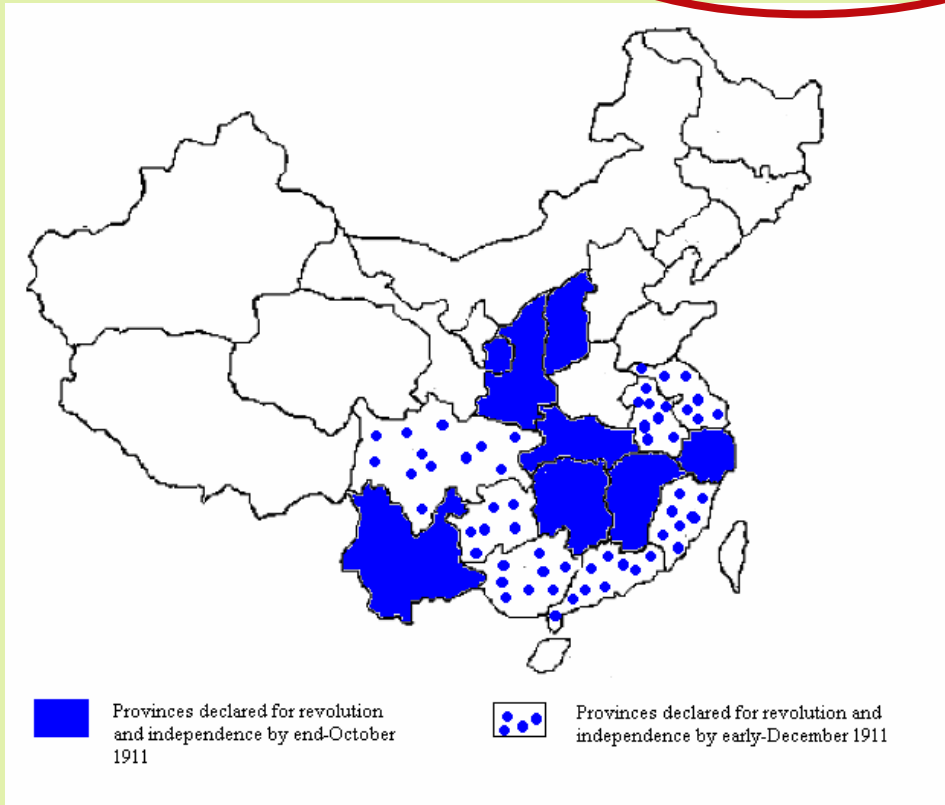 Provinces declared for revolution
and independence by end-October
1911
Provinces declared for revolution and
independence by early-December 1911